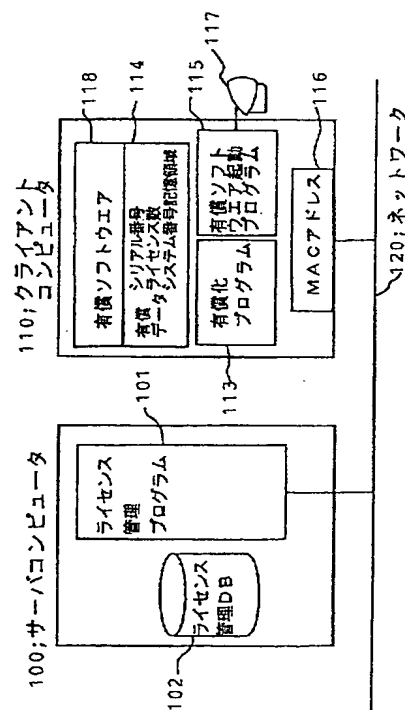 110;クライアント
コンピュータ
118
有償ソフトウエア
114
有償
データ
シリアル番号
ライセンス数
システム番号記憶領域
115
有償化
プログラム
有償ソフト
ウエア起動
プログラム
117
113
116
MACアドレス
100;サーバコンピュータ
101
ライセンス
管理
プログラム
ライセンス
管理DB
102
120;ネットワーク